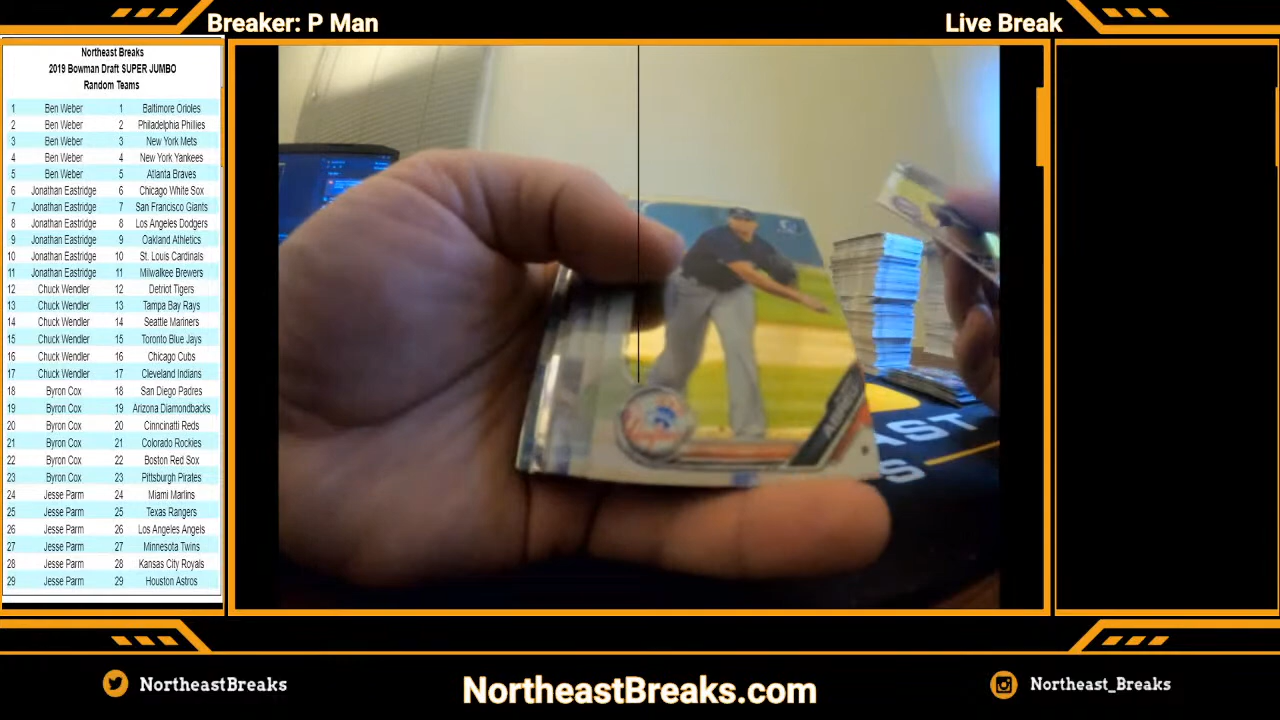 Breaker: P Man
Live Break
Northeast Breaks
2019 Bowman Draft SUPER JUMBO
Random Teams
1 Ben Weber 1 Baltimore Orioles
2 Ben Weber 2 Philadelphia Phillies
3 Ben Weber 3 New York Mets
4 Ben Weber 4 New York Yankees
5 Ben Weber 5 Atlanta Braves
6 Jonathan Eastridge 6 Chicago White Sox
7 Jonathan Eastridge 7 San Francisco Giants
8 Jonathan Eastridge 8 Los Angeles Dodgers
9 Jonathan Eastridge 9 Oakland Athletics
10 Jonathan Eastridge 10 St. Louis Cardinals
11 Jonathan Eastridge 11 Milwalkee Brewers
12 Chuck Wendler 12 Detriot Tigers
13 Chuck Wendler 13 Tampa Bay Rays
14 Chuck Wendler 14 Seattle Mariners
15 Chuck Wendler 15 Toronto Blue Jays
16 Chuck Wendler 16 Chicago Cubs
17 Chuck Wendler 17 Cleveland Indians
18 Byron Cox 18 San Diego Padres
19 Byron Cox 19 Arizona Diamondbacks
20 Byron Cox 20 Cinncinatti Reds
21 Byron Cox 21 Colorado Rockies
22 Byron Cox 22 Boston Red Sox
23 Byron Cox 23 Pittsburgh Pirates
24 Jesse Parm 24 Miami Marlins
25 Jesse Parm 25 Texas Rangers
26 Jesse Parm 26 Los Angeles Angels
27 Jesse Parm 27 Minnesota Twins
28 Jesse Parm 28 Kansas City Royals
29 Jesse Parm 29 Houston Astros
NortheastBreaks
NortheastBreaks.com
Northeast_Breaks